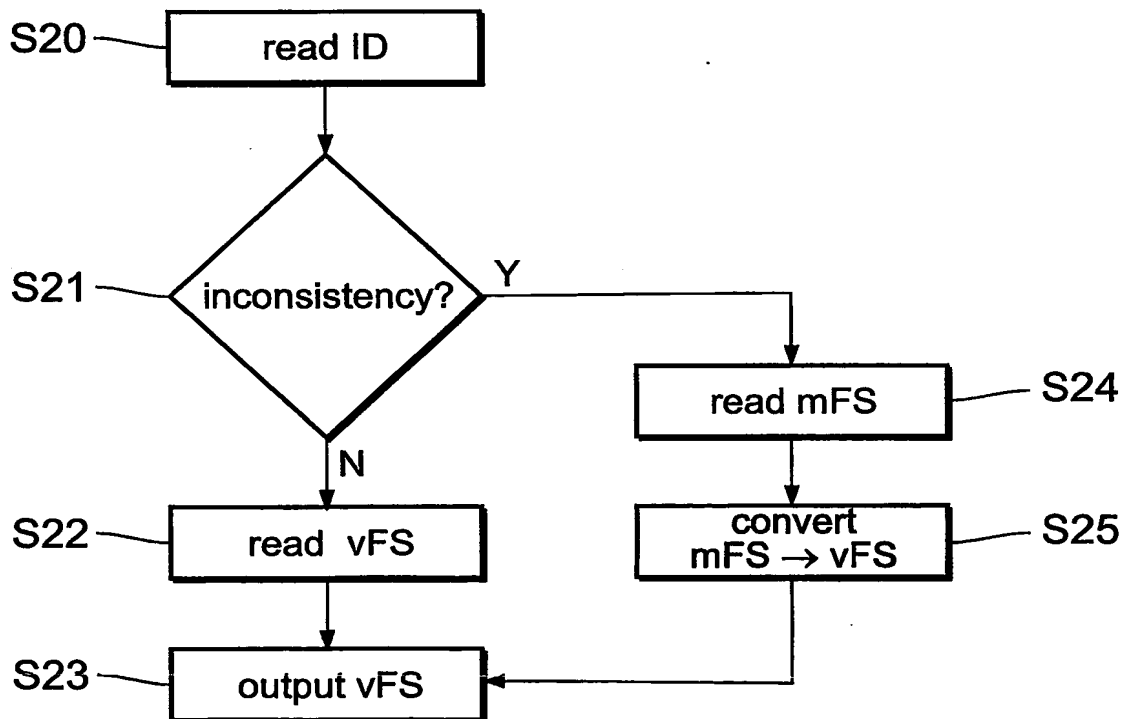 S20
read ID
S21
inconsistency?
Y
N
read mFS
S24
S22
read vFS
convert
mFS → vFS
S25
S23
output vFS